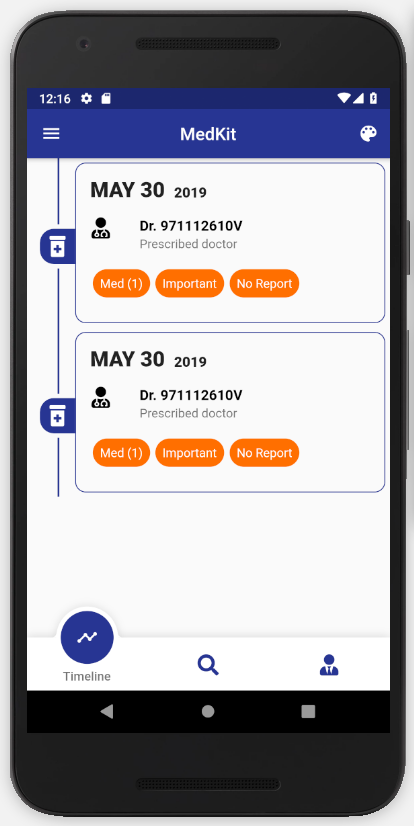 12:16
MedKit
MAY 30 2019
Dr. 971112610V
Prescribed doctor
Med (1) Important No Report
MAY 30 2019
Dr. 971112610V
Prescribed doctor
Med (1) Important No Report
Timeline